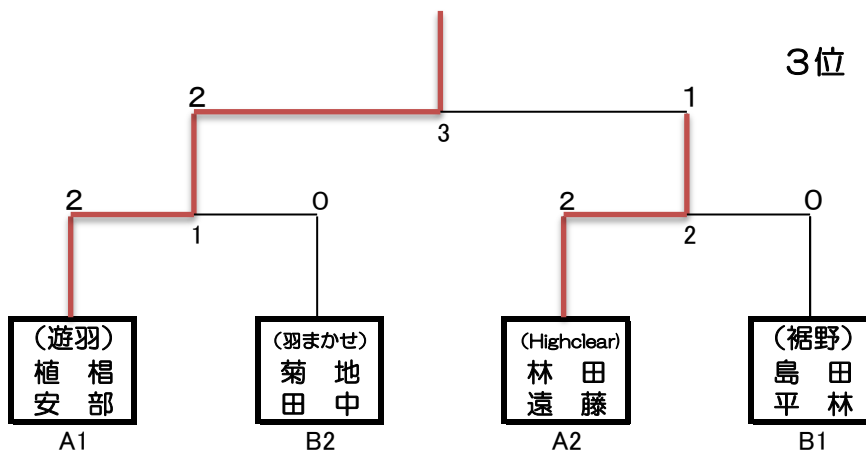 3位
2
1
3
2
0
2
0
1
2
(遊羽)
植 椙
安 部
A1
(羽まかせ)
菊 地
田 中
B2
(Highclear)
林 田
遠 藤
A2
(裾野)
島 田
平 林
B1